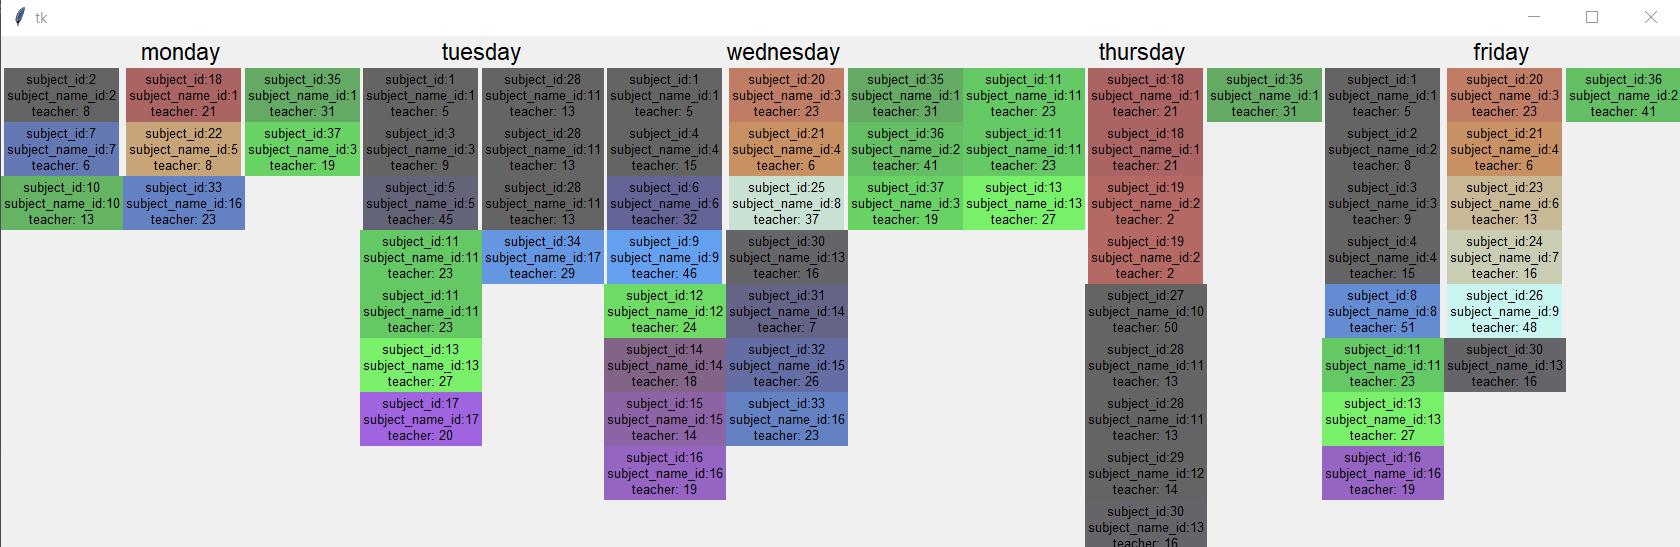 tk
monday
subject_id:2
subject_name_id:2
teacher: 8
subject_id:7
subject_name_id:7
teacher: 6
subject_id:10
subject_name_id:10
teacher: 13
subject_id:18
subject_name_id:1
teacher: 21
subject_id:22
subject_name_id:5
teacher: 8
subject_id:33
subject_name_id:16
teacher: 23
subject_id:35
subject_name_id:1
teacher: 31
subject_id:37
subject_name_id:3
teacher: 19
tuesday
subject_id:1
subject_name_id:1
teacher: 5
subject_id:3
subject_name_id:3
teacher: 9
subject_id:5
subject_name_id:5
teacher: 45
subject_id:11
subject_name_id:11
teacher: 23
subject_id:11
subject_name_id:11
teacher: 23
subject_id:13
subject_name_id:13
teacher: 27
subject_id:17
subject_name_id:17
teacher: 20
subject_id:28
subject_name_id:11
teacher: 13
subject_id:28
subject_name_id:11
teacher: 13
subject_id:28
subject_name_id:11
teacher: 13
subject_id:34
subject_name_id:17
teacher: 29
wednesday
subject_id:1
subject_name_id:1
teacher: 5
subject_id:4
subject_name_id:4
teacher: 15
subject_id:6
subject_name_id:6
teacher: 32
subject_id:9
subject_name_id:9
teacher: 46
subject_id:12
subject_name_id:12
teacher: 24
subject_id:14
subject_name_id:14
teacher: 18
subject_id:15
subject_name_id:15
teacher: 14
subject_id:16
subject_name_id:16
teacher: 19
subject_id:20
subject_name_id:3
teacher: 23
subject_id:21
subject_name_id:4
teacher: 6
subject_id:25
subject_name_id:8
teacher: 37
subject_id:30
subject_name_id:13
teacher: 16
subject_id:31
subject_name_id:14
teacher: 7
subject_id:32
subject_name_id:15
teacher: 26
subject_id:33
subject_name_id:16
teacher: 23
subject_id:35
subject_name_id:1
teacher: 31
subject_id:36
subject_name_id:2
teacher: 41
subject_id:37
subject_name_id:3
teacher: 19
thursday
subject_id:11
subject_name_id:11
teacher: 23
subject_id:11
subject_name_id:11
teacher: 23
subject_id:13
subject_name_id:13
teacher: 27
subject_id:18
subject_name_id:1
teacher: 21
subject_id:18
subject_name_id:1
teacher: 21
subject_id:19
subject_name_id:2
teacher: 2
subject_id:19
subject_name_id:2
teacher: 2
subject_id:27
subject_name_id:10
teacher: 50
subject_id:28
subject_name_id:11
teacher: 13
subject_id:28
subject_name_id:11
teacher: 13
subject_id:29
subject_name_id:12
teacher: 14
subject_id:30
subject_name_id:13
teacher: 16
subject_id:35
subject_name_id:1
teacher: 31
friday
subject_id:1
subject_name_id:1
teacher: 5
subject_id:2
subject_name_id:2
teacher: 8
subject_id:3
subject_name_id:3
teacher: 9
subject_id:4
subject_name_id:4
teacher: 15
subject_id:8
subject_name_id:8
teacher: 51
subject_id:11
subject_name_id:11
teacher: 23
subject_id:13
subject_name_id:13
teacher: 27
subject_id:16
subject_name_id:16
teacher: 19
subject_id:20
subject_name_id:3
teacher: 23
subject_id:21
subject_name_id:4
teacher: 6
subject_id:23
subject_name_id:6
teacher: 13
subject_id:24
subject_name_id:7
teacher: 16
subject_id:26
subject_name_id:9
teacher: 48
subject_id:30
subject_name_id:13
teacher: 16
subject_id:36
subject_name_id:2
teacher: 41